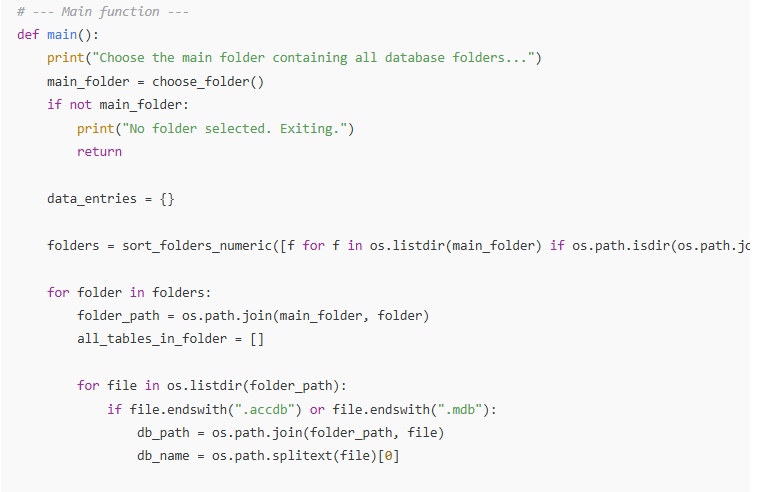 # --- Main function ---
def main():
    print("Choose the main folder containing all database folders...")
    main_folder = choose_folder()
    if not main_folder:
        print("No folder selected. Exiting.")
        return
    data_entries = {}
    folders = sort_folders_numeric([f for f in os.listdir(main_folder) if os.path.isdir(os.path.jo
    for folder in folders:
        folder_path = os.path.join(main_folder, folder)
        all_tables_in_folder = []
        for file in os.listdir(folder_path):
            if file.endswith(".accdb") or file.endswith(".mdb"):
                db_path = os.path.join(folder_path, file)
                db_name = os.path.splitext(file)[0]